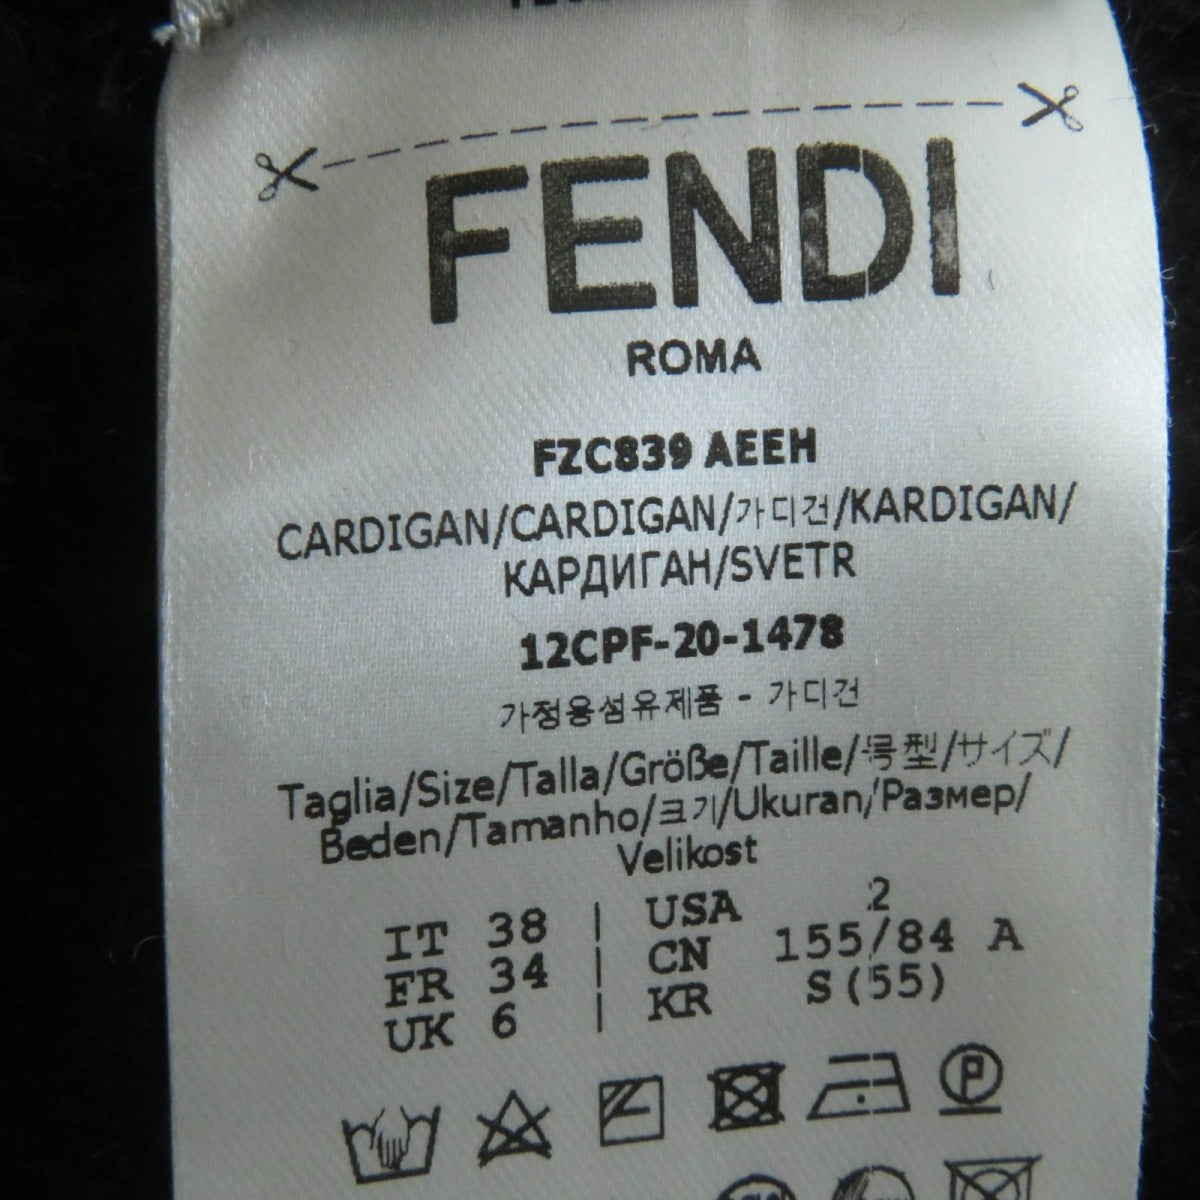 FENDI
ROMA
FZC839 AEEH
CARDIGAN/CARDIGAN/가디건/KARDIGAN/
КАРДИГАН/SVETR
12CPF-20-1478
가정용섬유제품 - 가디건
Taglia/Size/Talla/Größe/Taille/号型/サイズ/
Beden/Tamanho/크기/Ukuran/Размер/
Velikost
IT 38 | USA 2
FR 34 | CN 155/84 A
UK 6 | KR S(55)
P